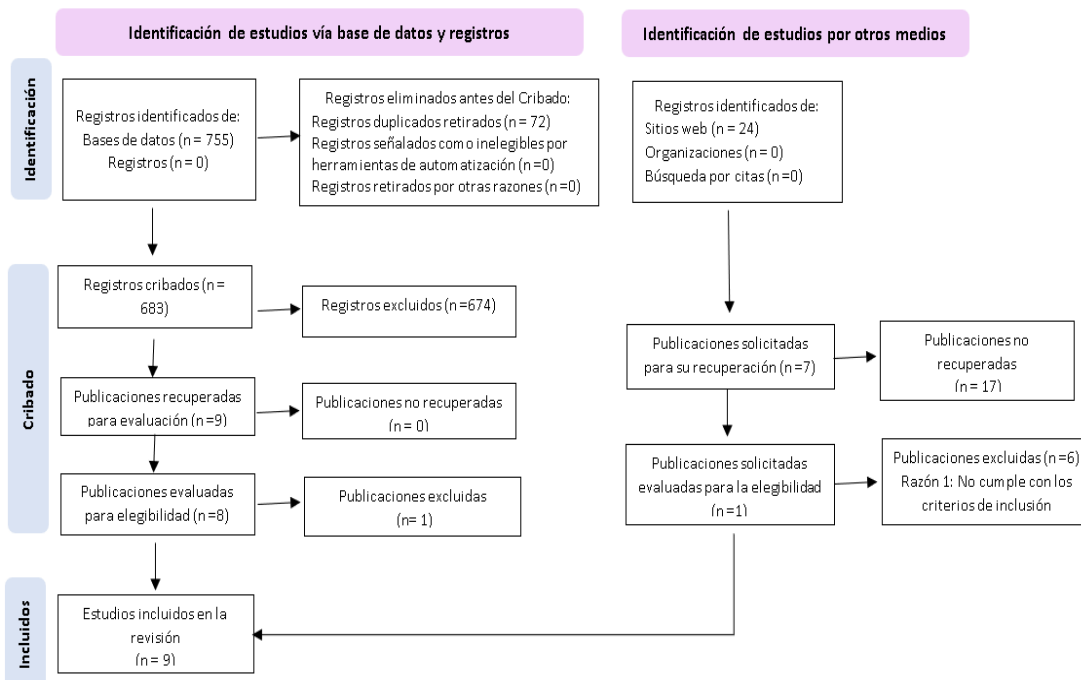 Identificación de estudios vía base de datos y registros
Identificación de estudios por otros medios
Identificación
Registros identificados de:
Bases de datos (n = 755)
Registros (n = 0)
Registros eliminados antes del Cribado:
Registros duplicados retirados (n = 72)
Registros señalados como inelegibles por
herramientas de automatización (n =0)
Registros retirados por otras razones (n =0)
Registros identificados de:
Sitios web (n = 24)
Organizaciones (n = 0)
Búsqueda por citas (n =0)
Cribado
Registros cribados (n =
683)
Registros excluidos (n =674)
Publicaciones solicitadas
para su recuperación (n =7)
Publicaciones no
recuperadas
(n = 17)
Publicaciones recuperadas
para evaluación (n =9)
Publicaciones no recuperadas
(n = 0)
Publicaciones solicitadas
evaluadas para la elegibilidad
(n =1)
Publicaciones excluidas (n =6)
Razón 1: No cumple con los
criterios de inclusión
Publicaciones evaluadas
para elegibilidad (n =8)
Publicaciones excluidas
(n= 1)
Incluidos
Estudios incluidos en la
revisión
(n = 9)